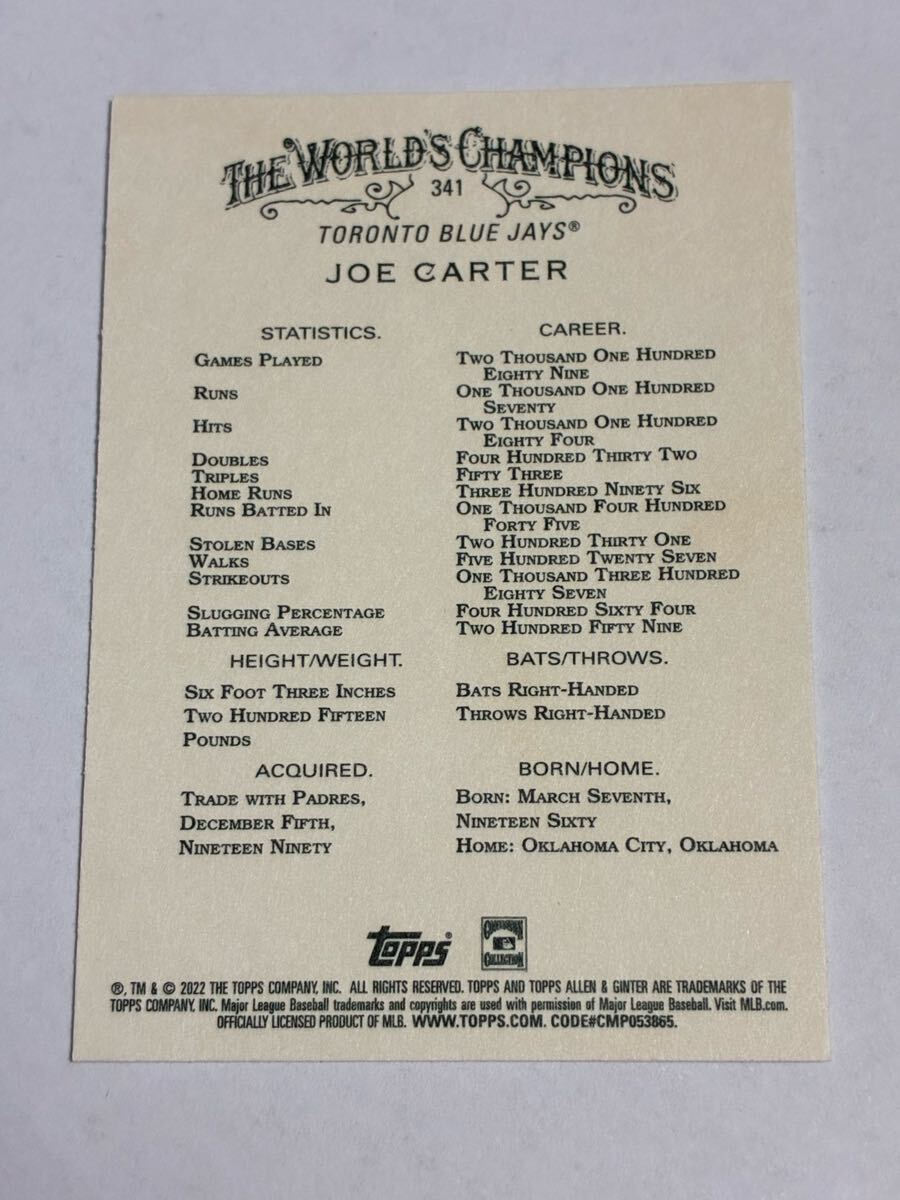 THE WORLD'S CHAMPIONS
341
TORONTO BLUE JAYS®
JOE CARTER
STATISTICS. CAREER.
GAMES PLAYED TWO THOUSAND ONE HUNDRED
EIGHTY NINE
RUNS ONE THOUSAND ONE HUNDRED
SEVENTY
HITS TWO THOUSAND ONE HUNDRED
EIGHTY FOUR
DOUBLES FOUR HUNDRED THIRTY TWO
TRIPLES FIFTY THREE
HOME RUNS THREE HUNDRED NINETY SIX
RUNS BATTED IN ONE THOUSAND FOUR HUNDRED
FORTY FIVE
STOLEN BASES TWO HUNDRED THIRTY ONE
WALKS FIVE HUNDRED TWENTY SEVEN
STRIKEOUTS ONE THOUSAND THREE HUNDRED
EIGHTY SEVEN
SLUGGING PERCENTAGE FOUR HUNDRED SIXTY FOUR
BATTING AVERAGE TWO HUNDRED FIFTY NINE
HEIGHT/WEIGHT.
SIX FOOT THREE INCHES
TWO HUNDRED FIFTEEN
POUNDS
BATS/THROWS.
BATS RIGHT-HANDED
THROWS RIGHT-HANDED
ACQUIRED.
TRADE WITH PADRES,
DECEMBER FIFTH,
NINETEEN NINETY
BORN/HOME.
BORN: MARCH SEVENTH,
NINETEEN SIXTY
HOME: OKLAHOMA CITY, OKLAHOMA
TOPPS®
COOPERSTOWN
COLLECTION
®, TM & © 2022 THE TOPPS COMPANY, INC. ALL RIGHTS RESERVED. TOPPS AND TOPPS ALLEN & GINTER ARE TRADEMARKS OF THE
TOPPS COMPANY, INC. Major League Baseball trademarks and copyrights are used with permission of Major League Baseball. Visit MLB.com.
OFFICIALLY LICENSED PRODUCT OF MLB. WWW.TOPPS.COM. CODE#CMP053865.